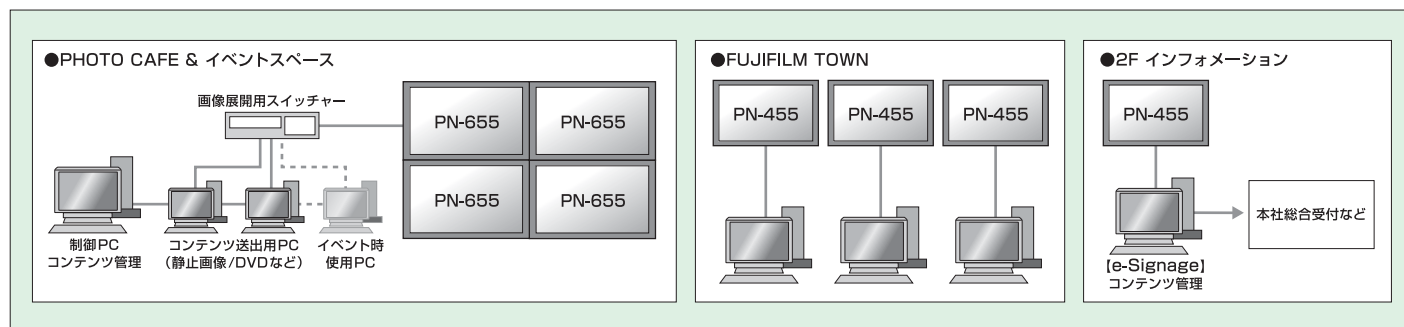 ●PHOTO CAFE & イベントスペース
画像展開用スイッチャー
PN-655
PN-655
PN-655
PN-655
制御PC
コンテンツ管理
コンテンツ送出用PC
（静止画像/DVDなど）
イベント時
使用PC
●FUJIFILM TOWN
PN-455
PN-455
PN-455
●2F インフォメーション
PN-455
本社総合受付など
【e-Signage】
コンテンツ管理